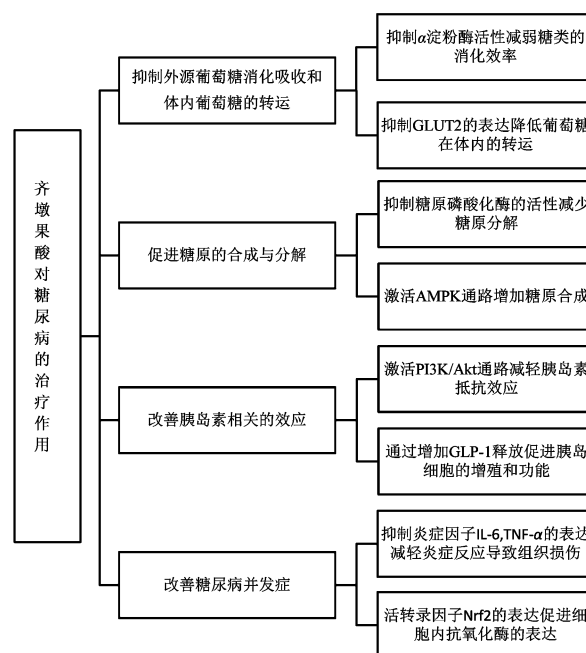 齐墩果酸对糖尿病的治疗作用
抑制外源葡萄糖消化吸收和
体内葡萄糖的转运
抑制α淀粉酶活性减弱糖类的
消化效率
抑制GLUT2的表达降低葡萄糖
在体内的转运
促进糖原的合成与分解
抑制糖原磷酸化酶的活性减少
糖原分解
激活AMPK通路增加糖原合成
改善胰岛素相关的效应
激活PI3K/Akt通路减轻胰岛素
抵抗效应
通过增加GLP-1释放促进胰岛
细胞的增殖和功能
改善糖尿病并发症
抑制炎症因子IL-6,TNF-α的表达
减轻炎症反应导致组织损伤
活转录因子Nrf2的表达促进细
胞内抗氧化酶的表达